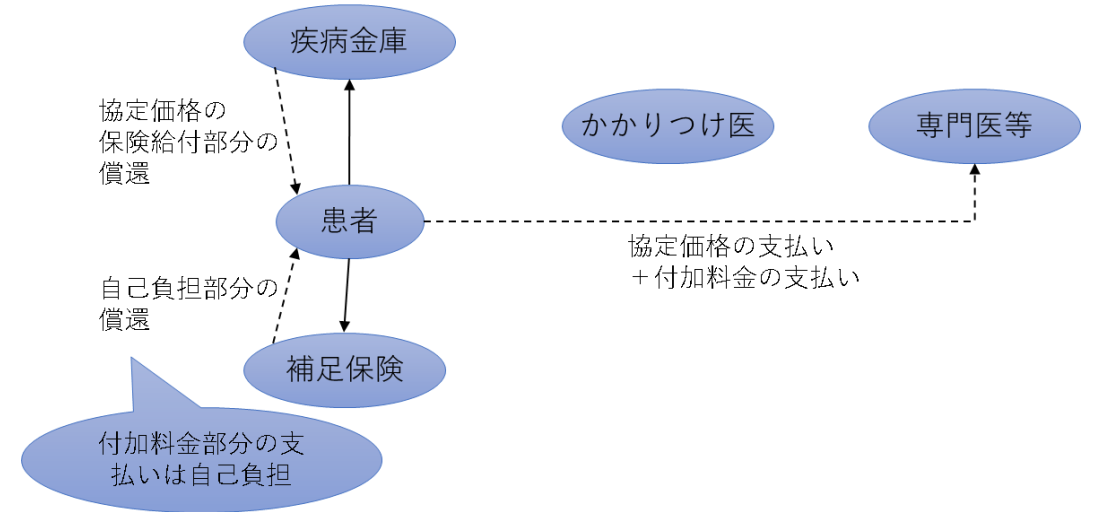 疾病金庫
協定価格の
保険給付部分の
償還
かかりつけ医
専門医等
患者
協定価格の支払い
＋付加料金の支払い
自己負担部分の
償還
補足保険
付加料金部分の支
払いは自己負担